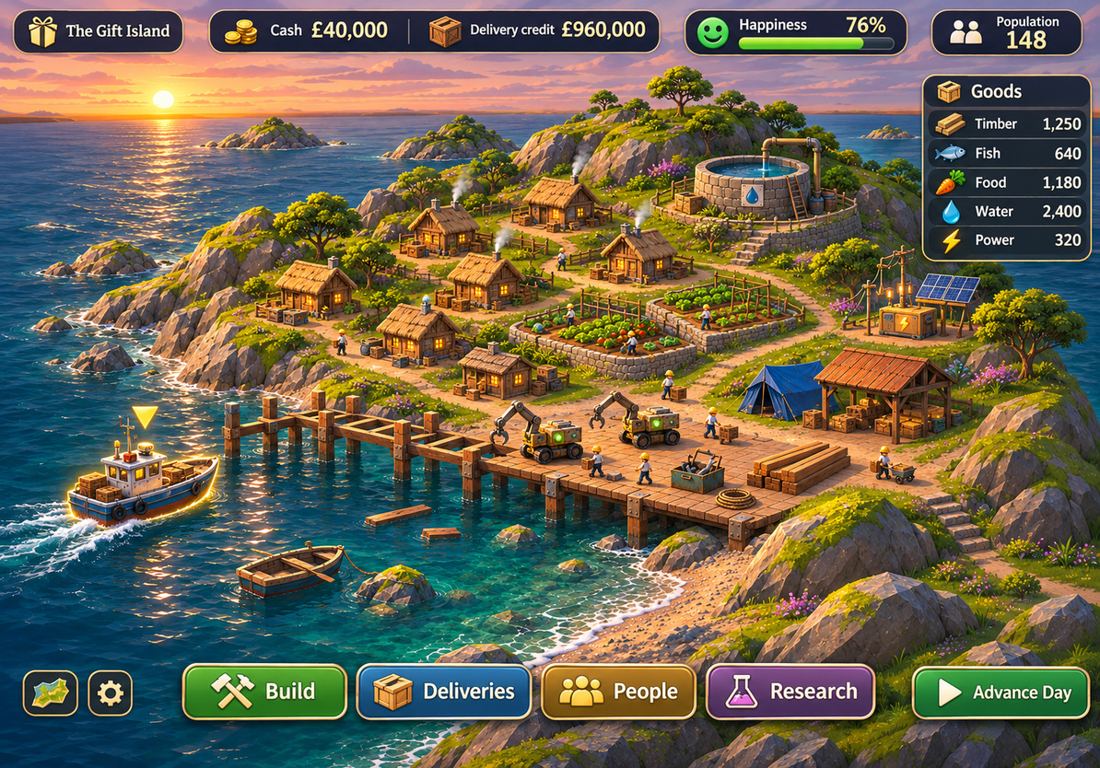 The Gift Island
Cash £40,000
Delivery credit £960,000
Happiness 76%
Population
148
Goods
Timber 1,250
Fish 640
Food 1,180
Water 2,400
Power 320
Build
Deliveries
People
Research
Advance Day